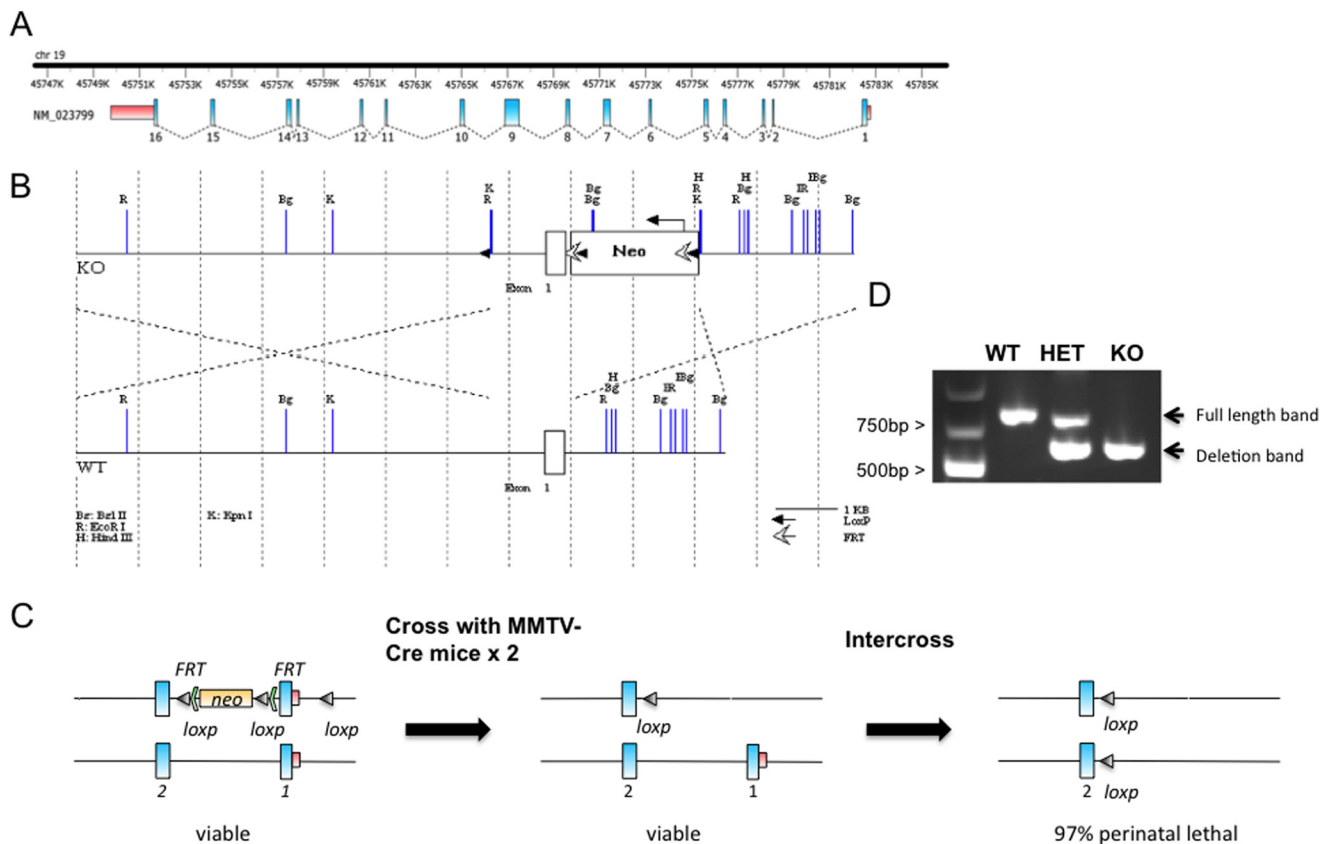 A
chr 19
45747K 45749K 45751K 45753K 45755K 45757K 45759K 45761K 45763K 45765K 45767K 45769K 45771K 45773K 45775K 45777K 45779K 45781K 45783K 45785K
NM_023799
16 15 14 13 12 11 10 9 8 7 6 5 4 3 2 1
B
H H IBg
K Bg R Bg IR
R Bg K R Bg K R Bg Bg
Neo
KO
Exon 1
D
WT HET KO
750bp >
500bp >
Full length band
Deletion band
H IBg
Bg IR
R Bg K R Bg Bg
WT
Exon 1
Bg: Bgl II
K: Kpn I
R: EcoR I
H: Hind III
1 KB
LoxP
FRT
C
Cross with MMTV-
Cre mice x 2
Intercross
FRT FRT
neo
loxp loxp loxp
loxp
loxp
2 1
2 1
2 loxp
viable
viable
97% perinatal lethal